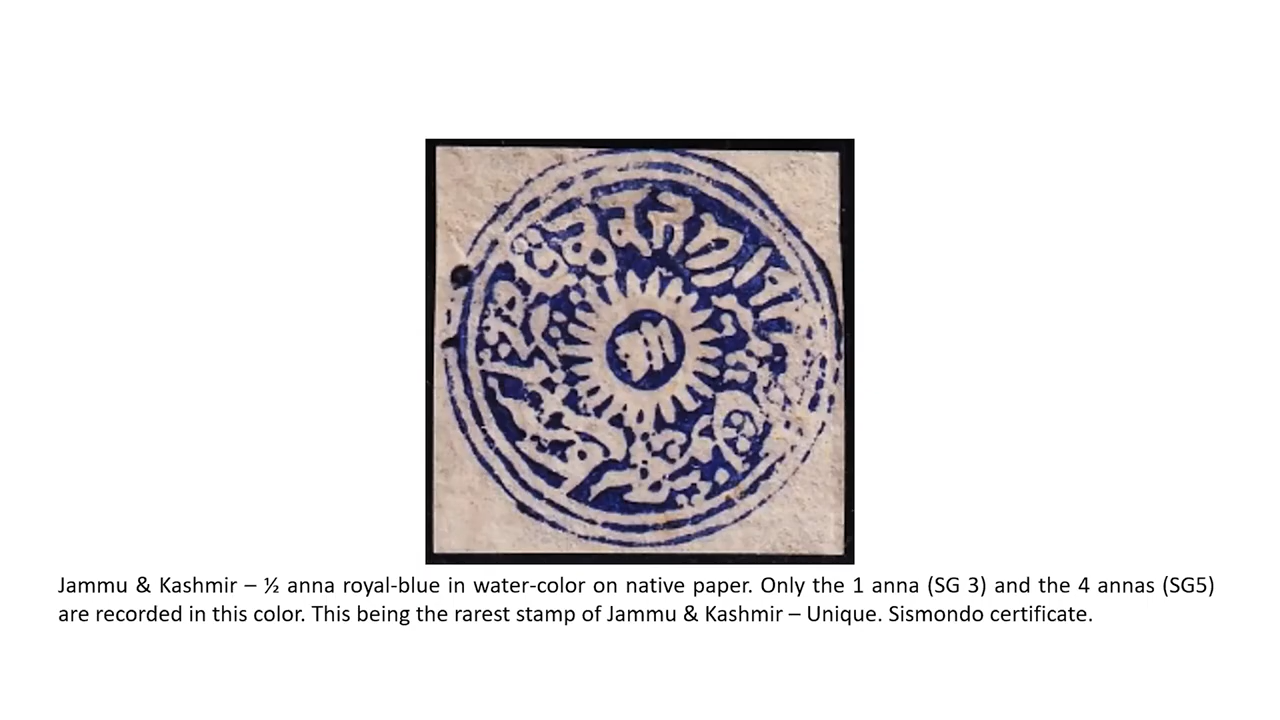 Jammu & Kashmir – ½ anna royal-blue in water-color on native paper. Only the 1 anna (SG 3) and the 4 annas (SG5)
are recorded in this color. This being the rarest stamp of Jammu & Kashmir – Unique. Sismondo certificate.